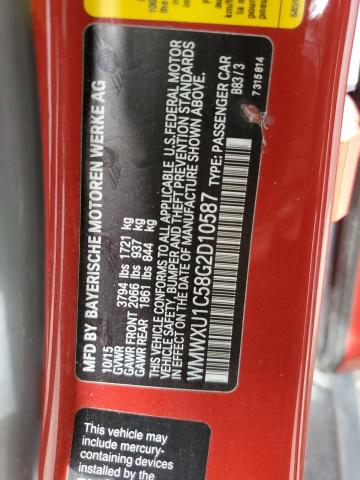 MFD BY BAYERISCHE MOTOREN WERKE AG
10/15
GVWR 3794 lbs 1721 kg
GAWR FRONT 2066 lbs 937 kg
GAWR REAR 1861 lbs 844 kg
THIS VEHICLE CONFORMS TO ALL APPLICABLE U.S. FEDERAL MOTOR
VEHICLE SAFETY, BUMPER AND THEFT PREVENTION STANDARDS
IN EFFECT ON THE DATE OF MANUFACTURE SHOWN ABOVE.
WMWXU1C58G2D10587 TYPE: PASSENGER CAR
B83/3
7 315 814
This vehicle may
include mercury-
containing devices
installed by the